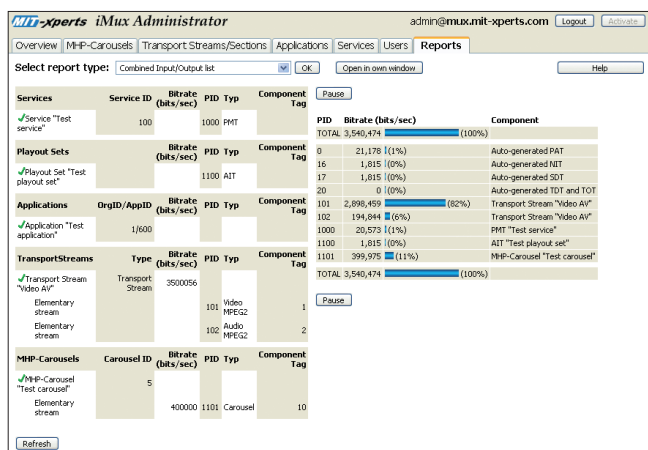 MIT-xperts iMux Administrator admin@mux.mit-xperts.com Logout Activate
Overview MHP-Carousels Transport Streams/Sections Applications Services Users Reports
Select report type: Combined Input/Output list OK Open in own window Help
Services Service ID Bitrate (bits/sec) PID Typ Component Tag
Service "Test service" 100 1000 PMT
Playout Sets Bitrate (bits/sec) PID Typ Component Tag
Playout Set "Test playout set" 1100 AIT
Applications OrgID/AppID Bitrate (bits/sec) PID Typ Component Tag
Application "Test application" 1/600
TransportStreams Type Bitrate (bits/sec) PID Typ Component Tag
Transport Stream "Video AV" Transport Stream 3500056
Elementary stream 101 Video MPEG2 1
Elementary stream 102 Audio MPEG2 2
MHP-Carousels Carousel ID Bitrate (bits/sec) PID Typ Component Tag
MHP-Carousel "Test carousel" 5
Elementary stream 400000 1101 Carousel 10
Refresh
Pause
PID Bitrate (bits/sec) Component
TOTAL 3,540,474 (100%)
0 21,178 (1%) Auto-generated PAT
16 1,815 (0%) Auto-generated NIT
17 1,815 (0%) Auto-generated SDT
20 0 (0%) Auto-generated TDT and TOT
101 2,898,459 (82%) Transport Stream "Video AV"
102 194,844 (6%) Transport Stream "Video AV"
1000 20,573 (1%) PMT "Test service"
1100 1,815 (0%) AIT "Test playout set"
1101 399,975 (11%) MHP-Carousel "Test carousel"
TOTAL 3,540,474 (100%)
Pause